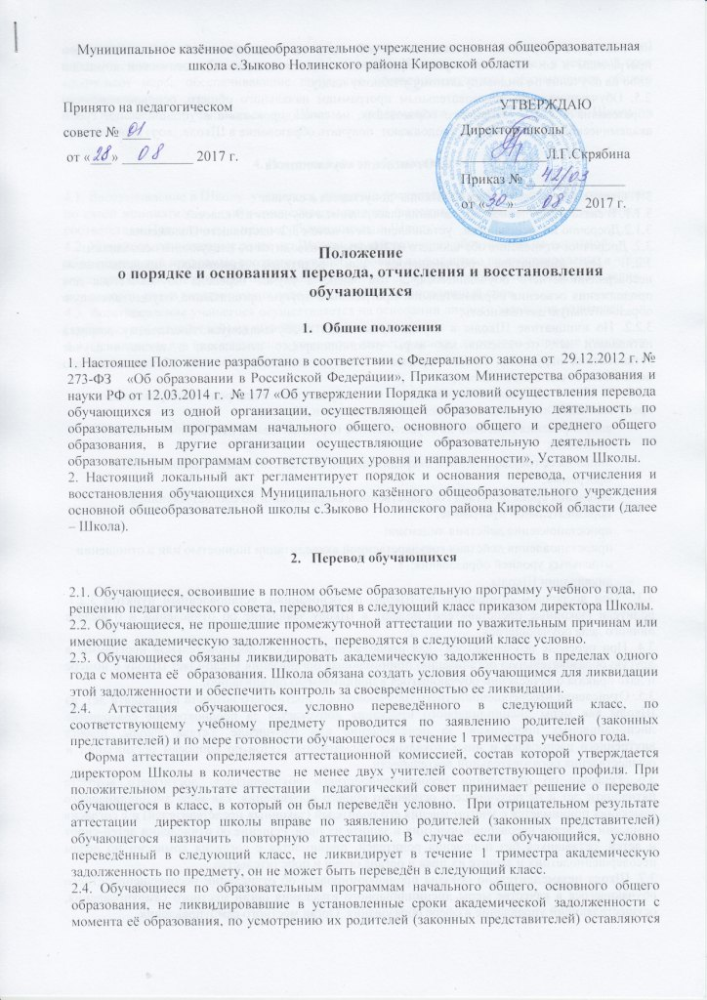 Муниципальное казённое общеобразовательное учреждение основная общеобразовательная
школа с.Зыково Нолинского района Кировской области
Принято на педагогическом
совете № 01
от «28» 08 2017 г.
УТВЕРЖДАЮ
Директор школы
Л.Г.Скрябина
Приказ № 42/03
от «30» 08 2017 г.
Положение
о порядке и основаниях перевода, отчисления и восстановления
обучающихся
1. Общие положения
1. Настоящее Положение разработано в соответствии с Федерального закона от 29.12.2012 г. №
273-ФЗ «Об образовании в Российской Федерации», Приказом Министерства образования и
науки РФ от 12.03.2014 г. № 177 «Об утверждении Порядка и условий осуществления перевода
обучающихся из одной организации, осуществляющей образовательную деятельность по
образовательным программам начального общего, основного общего и среднего общего
образования, в другие организации осуществляющие образовательную деятельность по
образовательным программам соответствующих уровня и направленности», Уставом Школы.
2. Настоящий локальный акт регламентирует порядок и основания перевода, отчисления и
восстановления обучающихся Муниципального казённого общеобразовательного учреждения
основной общеобразовательной школы с.Зыково Нолинского района Кировской области (далее
– Школа).
2. Перевод обучающихся
2.1. Обучающиеся, освоившие в полном объеме образовательную программу учебного года, по
решению педагогического совета, переводятся в следующий класс приказом директора Школы.
2.2. Обучающиеся, не прошедшие промежуточной аттестации по уважительным причинам или
имеющие академическую задолженность, переводятся в следующий класс условно.
2.3. Обучающиеся обязаны ликвидировать академическую задолженность в пределах одного
года с момента её образования. Школа обязана создать условия обучающимся для ликвидации
этой задолженности и обеспечить контроль за своевременностью ее ликвидации.
2.4. Аттестация обучающегося, условно переведённого в следующий класс, по
соответствующему учебному предмету проводится по заявлению родителей (законных
представителей) и по мере готовности обучающегося в течение 1 триместра учебного года.
Форма аттестации определяется аттестационной комиссией, состав которой утверждается
директором Школы в количестве не менее двух учителей соответствующего профиля. При
положительном результате аттестации педагогический совет принимает решение о переводе
обучающегося в класс, в который он был переведён условно. При отрицательном результате
аттестации директор школы вправе по заявлению родителей (законных представителей)
обучающегося назначить повторную аттестацию. В случае если обучающийся, условно
переведённый в следующий класс, не ликвидирует в течение 1 триместра академическую
задолженность по предмету, он не может быть переведён в следующий класс.
2.4. Обучающиеся по образовательным программам начального общего, основного общего
образования, не ликвидировавшие в установленные сроки академической задолженности с
момента её образования, по усмотрению их родителей (законных представителей) оставляются